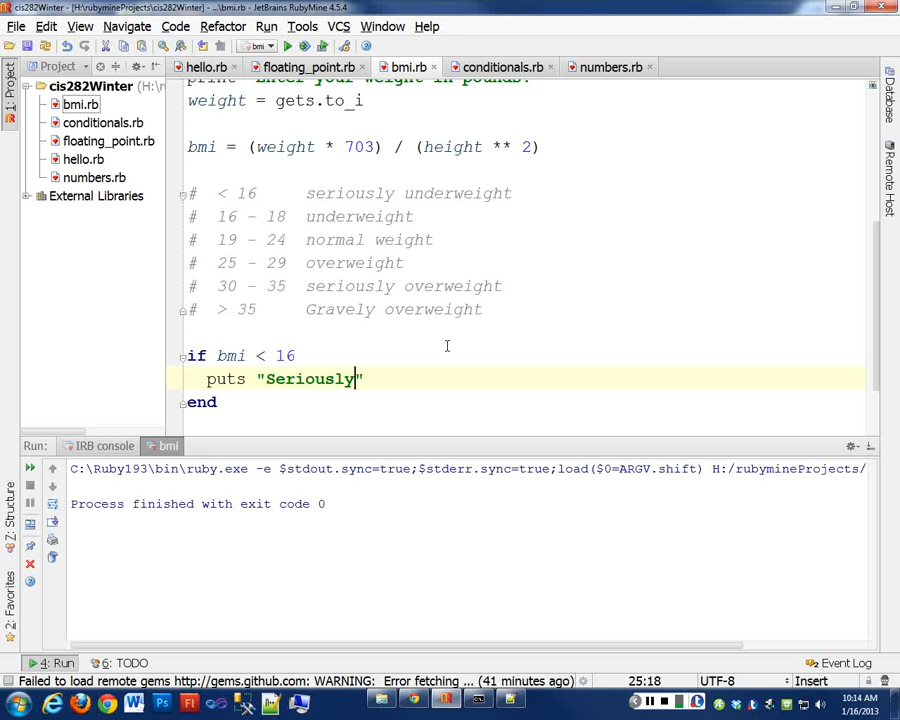 cis282Winter - [H:\rubymineProjects\cis282Winter] - ...\bmi.rb - JetBrains RubyMine 4.5.4
File Edit View Navigate Code Refactor Run Tools VCS Window Help
bmi
1: Project
Project
hello.rb floating_point.rb bmi.rb conditionals.rb numbers.rb
Database
Remote Host
cis282Winter (H:\r
bmi.rb
conditionals.rb
floating_point.rb
hello.rb
numbers.rb
External Libraries
print "Enter your weight in pounds:
weight = gets.to_i
bmi = (weight * 703) / (height ** 2)
# < 16 seriously underweight
# 16 - 18 underweight
# 19 - 24 normal weight
# 25 - 29 overweight
# 30 - 35 seriously overweight
# > 35 Gravely overweight
if bmi < 16
puts "Seriously"
end
Run: IRB console bmi
C:\Ruby193\bin\ruby.exe -e $stdout.sync=true;$stderr.sync=true;load($0=ARGV.shift) H:/rubymineProjects/
Process finished with exit code 0
Z: Structure
2: Favorites
4: Run 6: TODO Event Log
Failed to load remote gems http://gems.github.com: WARNING: Error fetching ... (41 minutes ago) 25:18 UTF-8 Insert
10:14 AM
1/16/2013